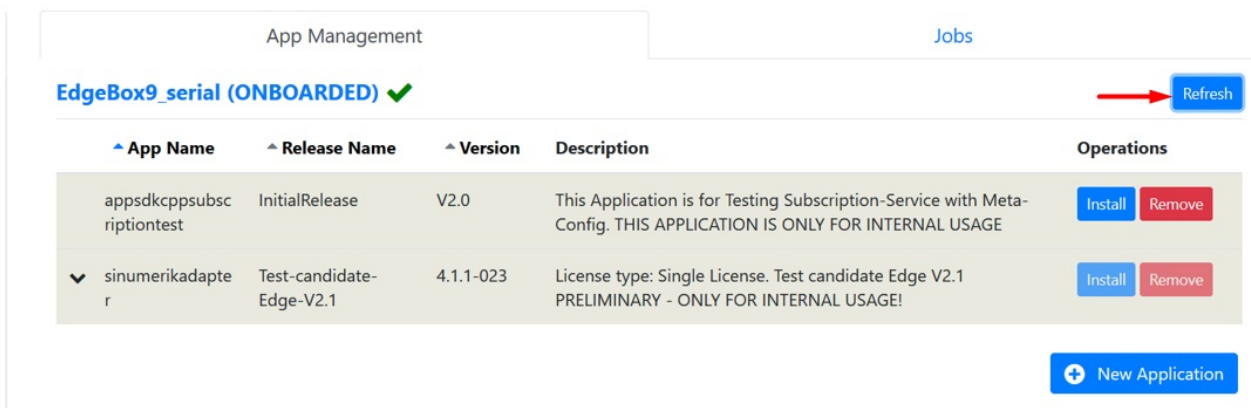 App Management
Jobs
EdgeBox9_serial (ONBOARDED)
Refresh
App Name
Release Name
Version
Description
Operations
appsdkcppsubsc
riptiontest
InitialRelease
V2.0
This Application is for Testing Subscription-Service with Meta-
Config. THIS APPLICATION IS ONLY FOR INTERNAL USAGE
Install
Remove
sinumerikadapte
r
Test-candidate-
Edge-V2.1
4.1.1-023
License type: Single License. Test candidate Edge V2.1
PRELIMINARY - ONLY FOR INTERNAL USAGE!
Install
Remove
New Application